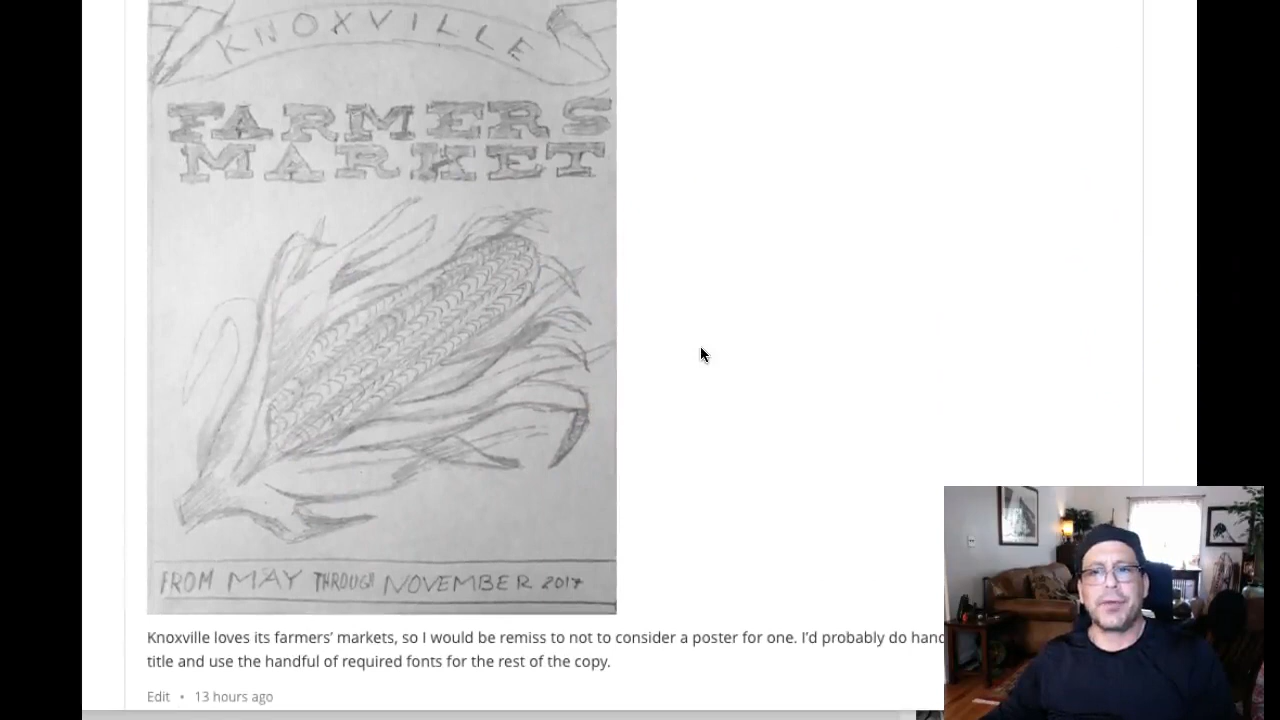 KNOXVILLE
FARMERS
MARKET
FROM MAY THROUGH NOVEMBER 2017
Knoxville loves its farmers’ markets, so I would be remiss to not to consider a poster for one. I’d probably do hand
title and use the handful of required fonts for the rest of the copy.
Edit • 13 hours ago